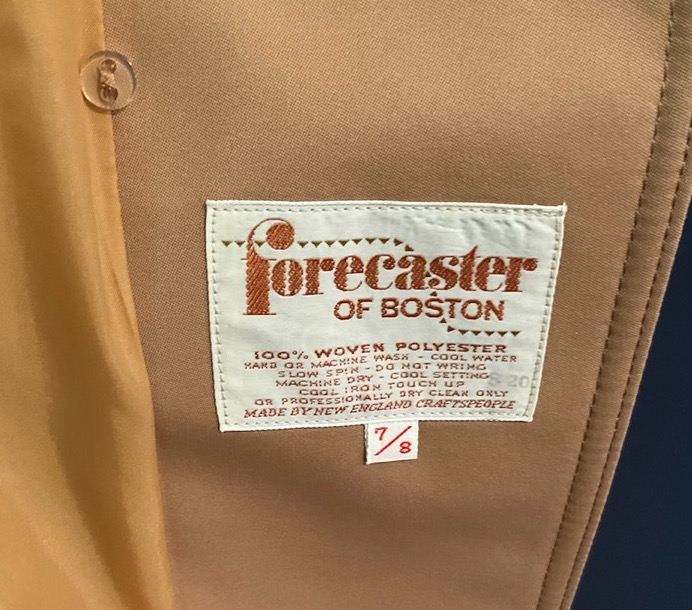 forecaster
OF BOSTON
100% WOVEN POLYESTER
HAND OR MACHINE WASH - COOL WATER
SLOW SPIN - DO NOT WRING
MACHINE DRY - COOL SETTING
COOL IRON TOUCH UP
OR PROFESSIONALLY DRY CLEAN ONLY
MADE BY NEW ENGLAND CRAFTSPEOPLE
7/8